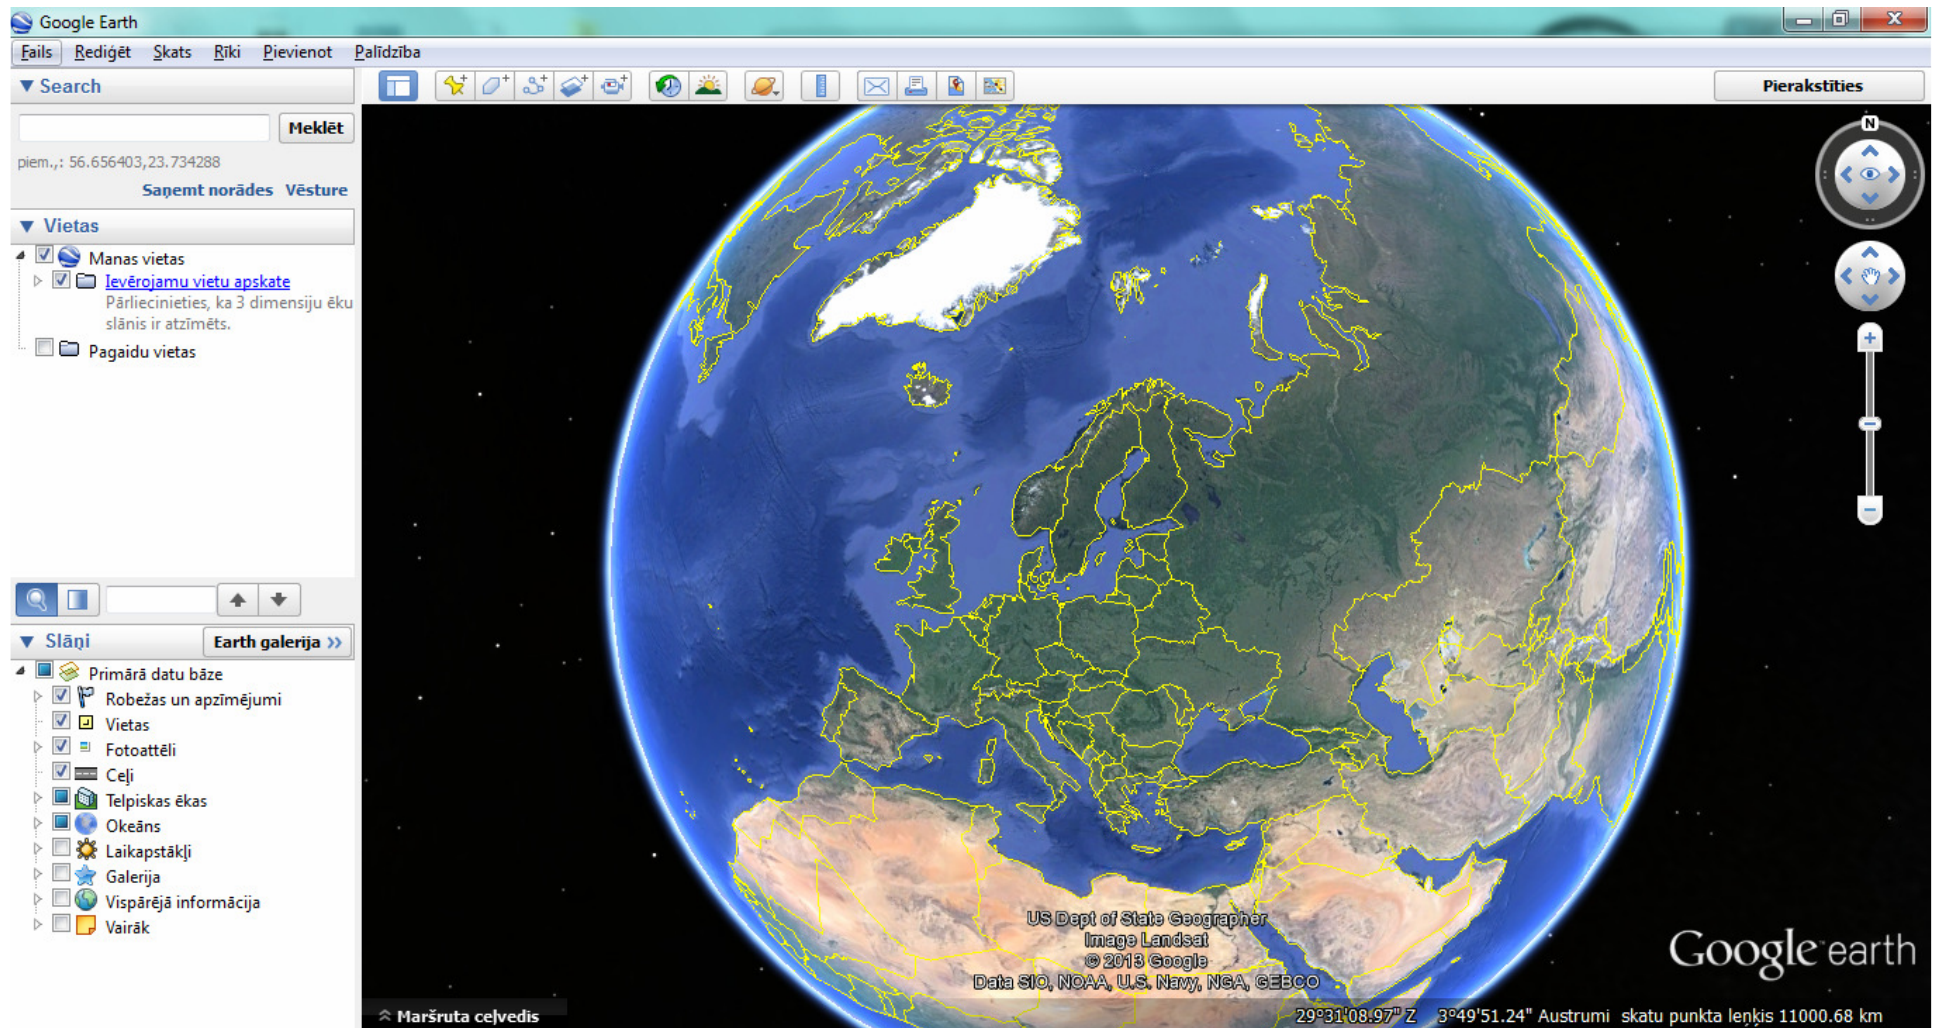 Google Earth
Fails Rediģēt Skats Rīki Pievienot Palīdzība
Search
Pierakstīties
Meklēt
piem.,: 56.656403,23.734288
Saņemt norādes Vēsture
Vietas
Manas vietas
Ievērojamu vietu apskate
Pārliecinieties, ka 3 dimensiju ēku
slānis ir atzīmēts.
Pagaidu vietas
Slāņi
Earth galerija >>
Primārā datu bāze
Robežas un apzīmējumi
Vietas
Fotoattēli
Ceļi
Telpiskas ēkas
Okeāns
Laikapstākļi
Galerija
Vispārējā informācija
Vairāk
N
US Dept of State Geographer
Image Landsat
© 2013 Google
Data SIO, NOAA, U.S. Navy, NGA, GEBCO
Google earth
Maršruta ceļvedis
29°31'08.97" Z 3°49'51.24" Austrumi skatu punkta leņķis 11000.68 km